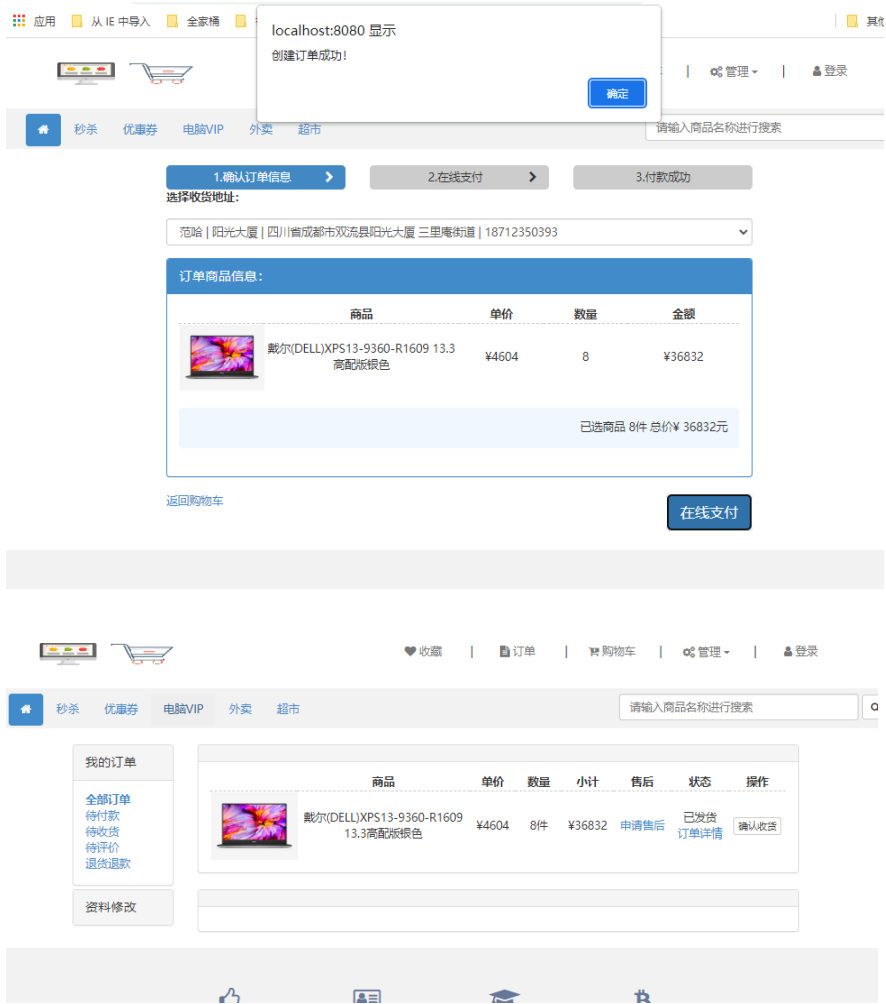 应用 从 IE 中导入 全家桶 其他
localhost:8080 显示
创建订单成功!
确定
| 管理 | 登录
秒杀 优惠券 电脑VIP 外卖 超市 请输入商品名称进行搜索
1.确认订单信息 2.在线支付 3.付款成功
选择收货地址:
范哈 | 阳光大厦 | 四川省成都市双流县阳光大厦 三里庵街道 | 18712350393
订单商品信息:
商品 单价 数量 金额
戴尔(DELL)XPS13-9360-R1609 13.3
高配版银色
¥4604 8 ¥36832
已选商品 8件 总价¥ 36832元
返回购物车
在线支付
收藏 | 订单 | 购物车 | 管理 | 登录
秒杀 优惠券 电脑VIP 外卖 超市 请输入商品名称进行搜索
我的订单
全部订单
待付款
待收货
待评价
退货退款
资料修改
商品 单价 数量 小计 售后 状态 操作
戴尔(DELL)XPS13-9360-R1609
13.3高配版银色
¥4604 8件 ¥36832 申请售后 已发货
订单详情
确认收货